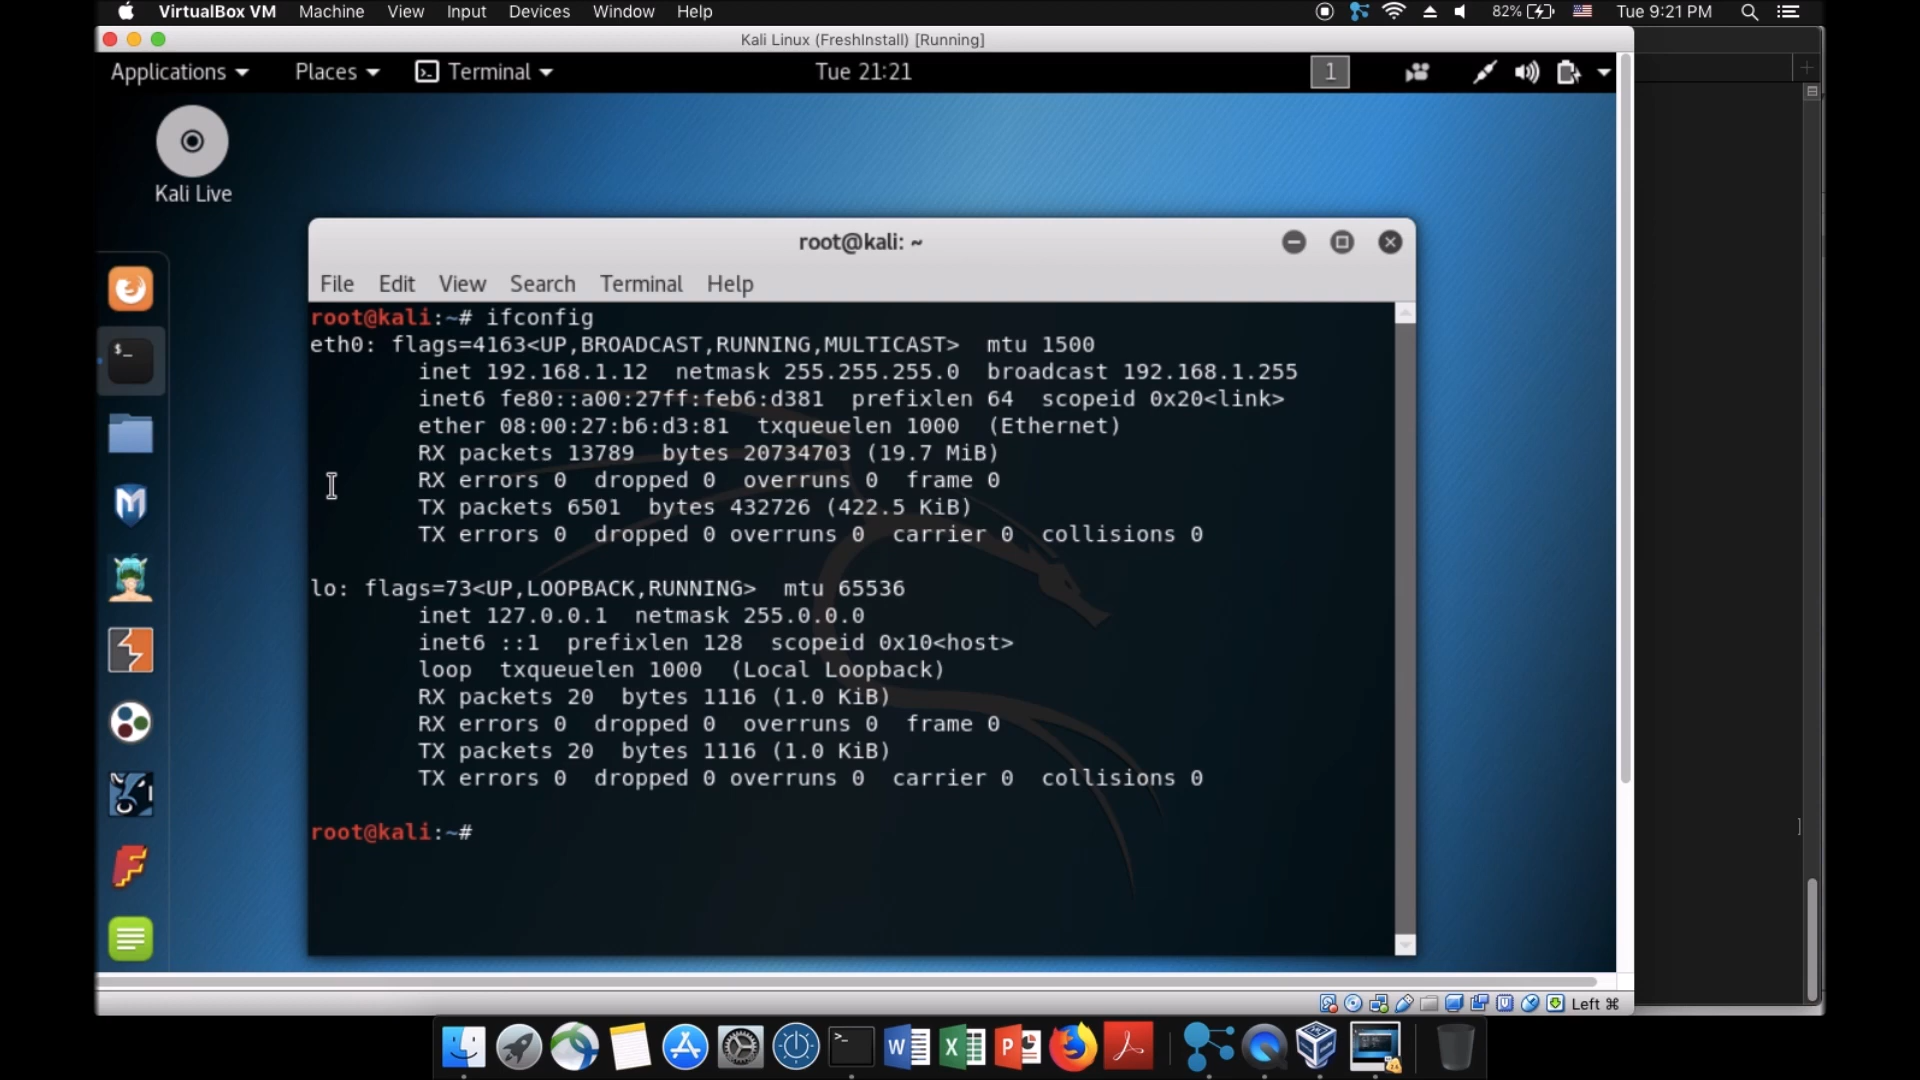 VirtualBox VM Machine View Input Devices Window Help 82% Tue 9:21 PM
Kali Linux (FreshInstall) [Running]
Applications Places Terminal Tue 21:21 1
Kali Live
root@kali: ~
File Edit View Search Terminal Help
root@kali:~# ifconfig
eth0: flags=4163<UP,BROADCAST,RUNNING,MULTICAST>  mtu 1500
        inet 192.168.1.12  netmask 255.255.255.0  broadcast 192.168.1.255
        inet6 fe80::a00:27ff:feb6:d381  prefixlen 64  scopeid 0x20<link>
        ether 08:00:27:b6:d3:81  txqueuelen 1000  (Ethernet)
        RX packets 13789  bytes 20734703 (19.7 MiB)
        RX errors 0  dropped 0  overruns 0  frame 0
        TX packets 6501  bytes 432726 (422.5 KiB)
        TX errors 0  dropped 0 overruns 0  carrier 0  collisions 0
lo: flags=73<UP,LOOPBACK,RUNNING>  mtu 65536
        inet 127.0.0.1  netmask 255.0.0.0
        inet6 ::1  prefixlen 128  scopeid 0x10<host>
        loop  txqueuelen 1000  (Local Loopback)
        RX packets 20  bytes 1116 (1.0 KiB)
        RX errors 0  dropped 0  overruns 0  frame 0
        TX packets 20  bytes 1116 (1.0 KiB)
        TX errors 0  dropped 0 overruns 0  carrier 0  collisions 0
root@kali:~#
]
Left ⌘